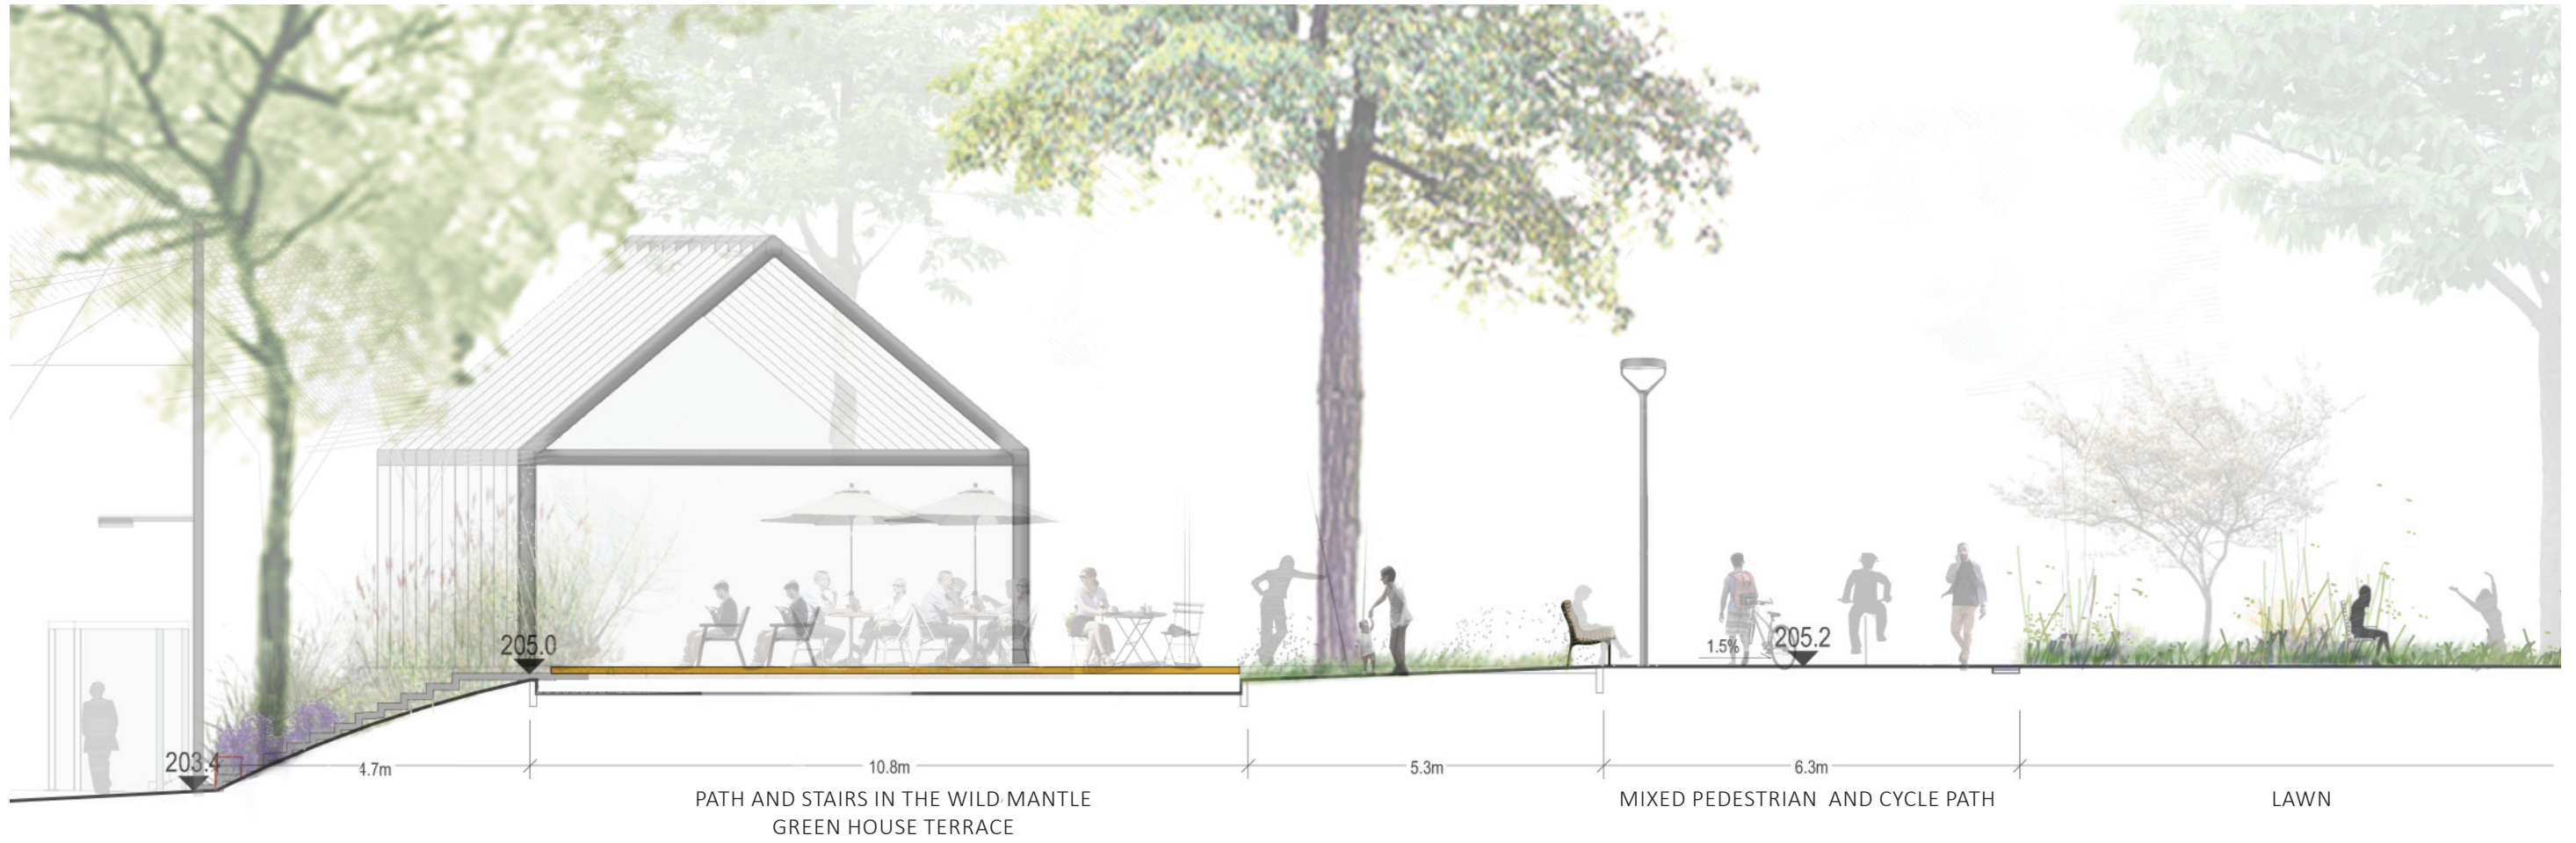 205.0
1.5%
205.2
203.4
4.7m
10.8m
5.3m
6.3m
PATH AND STAIRS IN THE WILD MANTLE
GREEN HOUSE TERRACE
MIXED PEDESTRIAN AND CYCLE PATH
LAWN